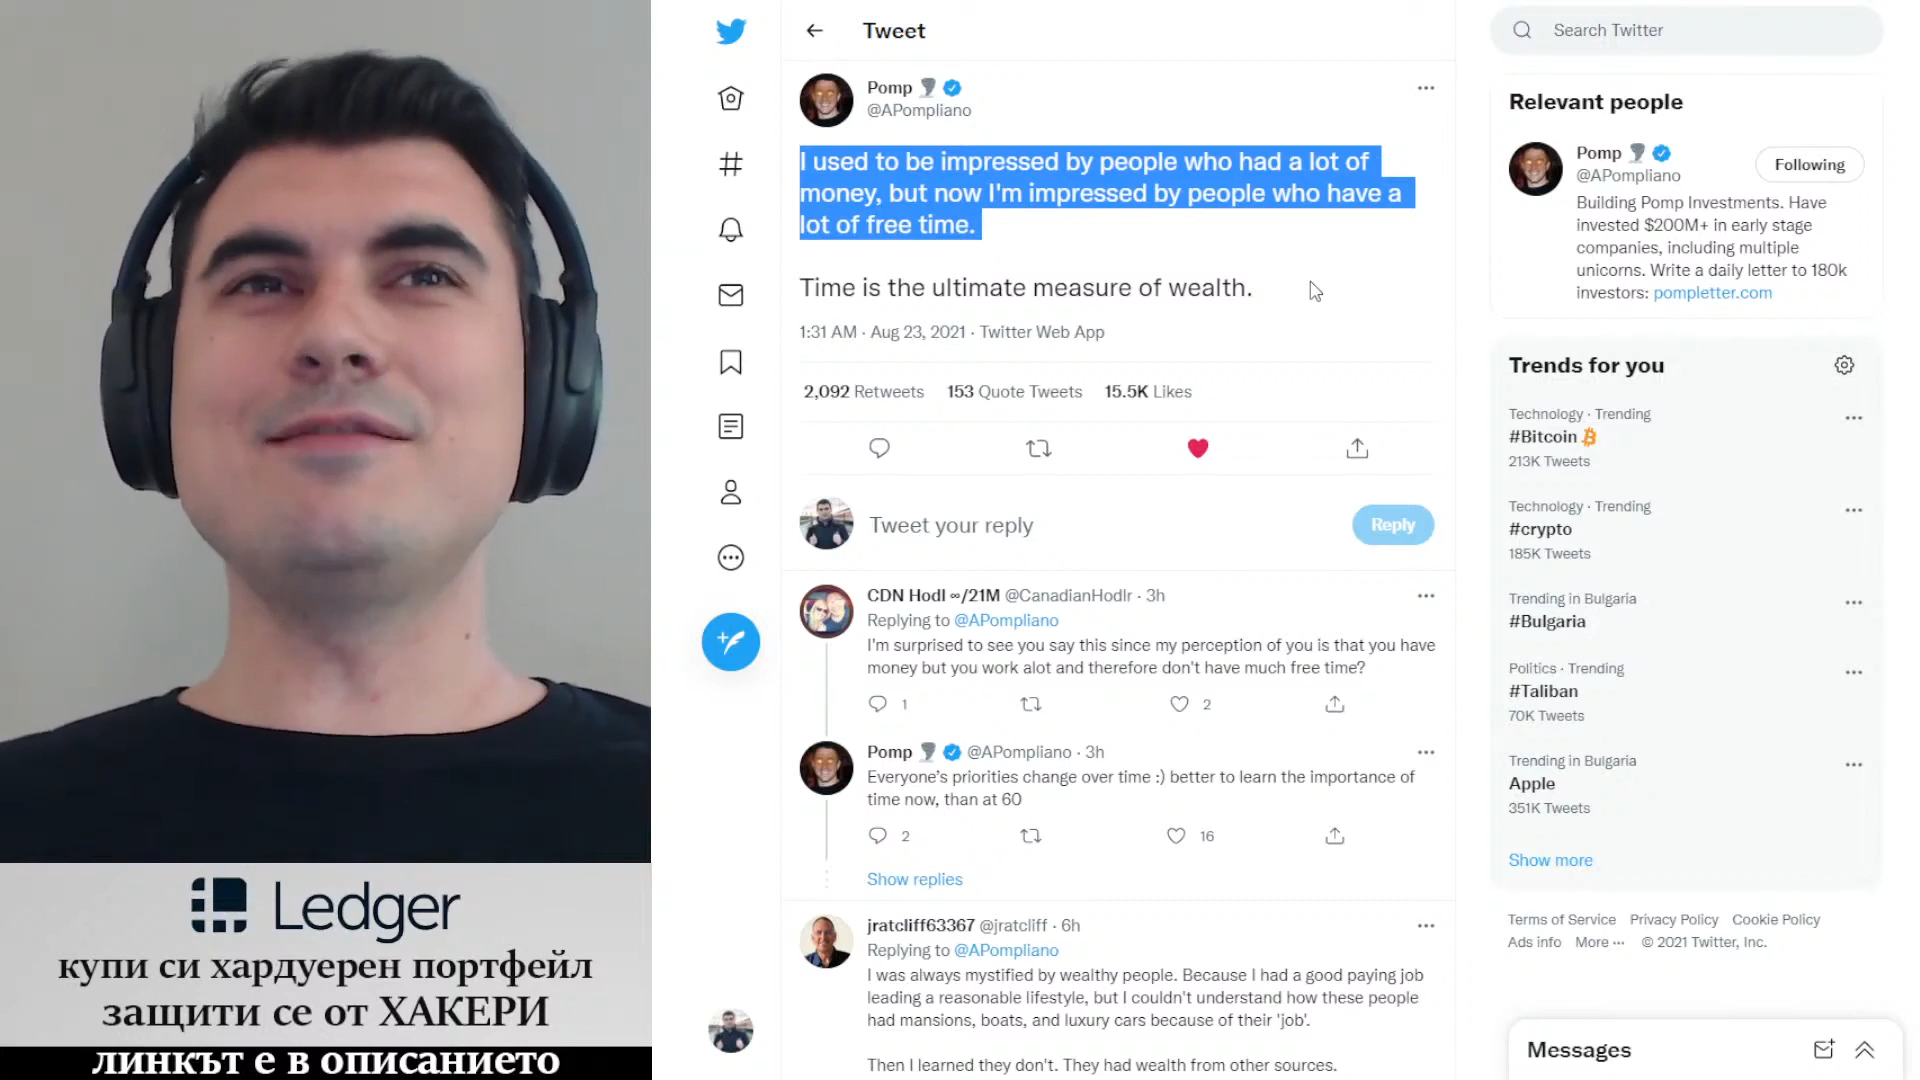 Ledger
купи си хардуерен портфейл
защити се от ХАКЕРИ
линкът е в описанието
Tweet
Pomp
@APompliano
I used to be impressed by people who had a lot of
money, but now I'm impressed by people who have a
lot of free time.
Time is the ultimate measure of wealth.
1:31 AM · Aug 23, 2021 · Twitter Web App
2,092 Retweets 153 Quote Tweets 15.5K Likes
Tweet your reply
Reply
CDN Hodl ∞/21M @CanadianHodlr · 3h
Replying to @APompliano
I'm surprised to see you say this since my perception of you is that you have
money but you work alot and therefore don't have much free time?
1 2
Pomp @APompliano · 3h
Everyone’s priorities change over time :) better to learn the importance of
time now, than at 60
2 16
Show replies
jratcliff63367 @jratcliff · 6h
Replying to @APompliano
I was always mystified by wealthy people. Because I had a good paying job
leading a reasonable lifestyle, but I couldn't understand how these people
had mansions, boats, and luxury cars because of their 'job'.
Then I learned they don't. They had wealth from other sources.
Search Twitter
Relevant people
Pomp
@APompliano
Following
Building Pomp Investments. Have
invested $200M+ in early stage
companies, including multiple
unicorns. Write a daily letter to 180k
investors: pompletter.com
Trends for you
Technology · Trending
#Bitcoin
213K Tweets
Technology · Trending
#crypto
185K Tweets
Trending in Bulgaria
#Bulgaria
Politics · Trending
#Taliban
70K Tweets
Trending in Bulgaria
Apple
351K Tweets
Show more
Terms of Service Privacy Policy Cookie Policy
Ads info More ··· © 2021 Twitter, Inc.
Messages